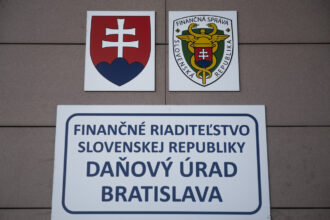 FINANČNÁ SPRÁVA
SLOVENSKÁ REPUBLIKA
FINANČNÉ RIADITEĽSTVO
SLOVENSKEJ REPUBLIKY
DAŇOVÝ ÚRAD
BRATISLAVA